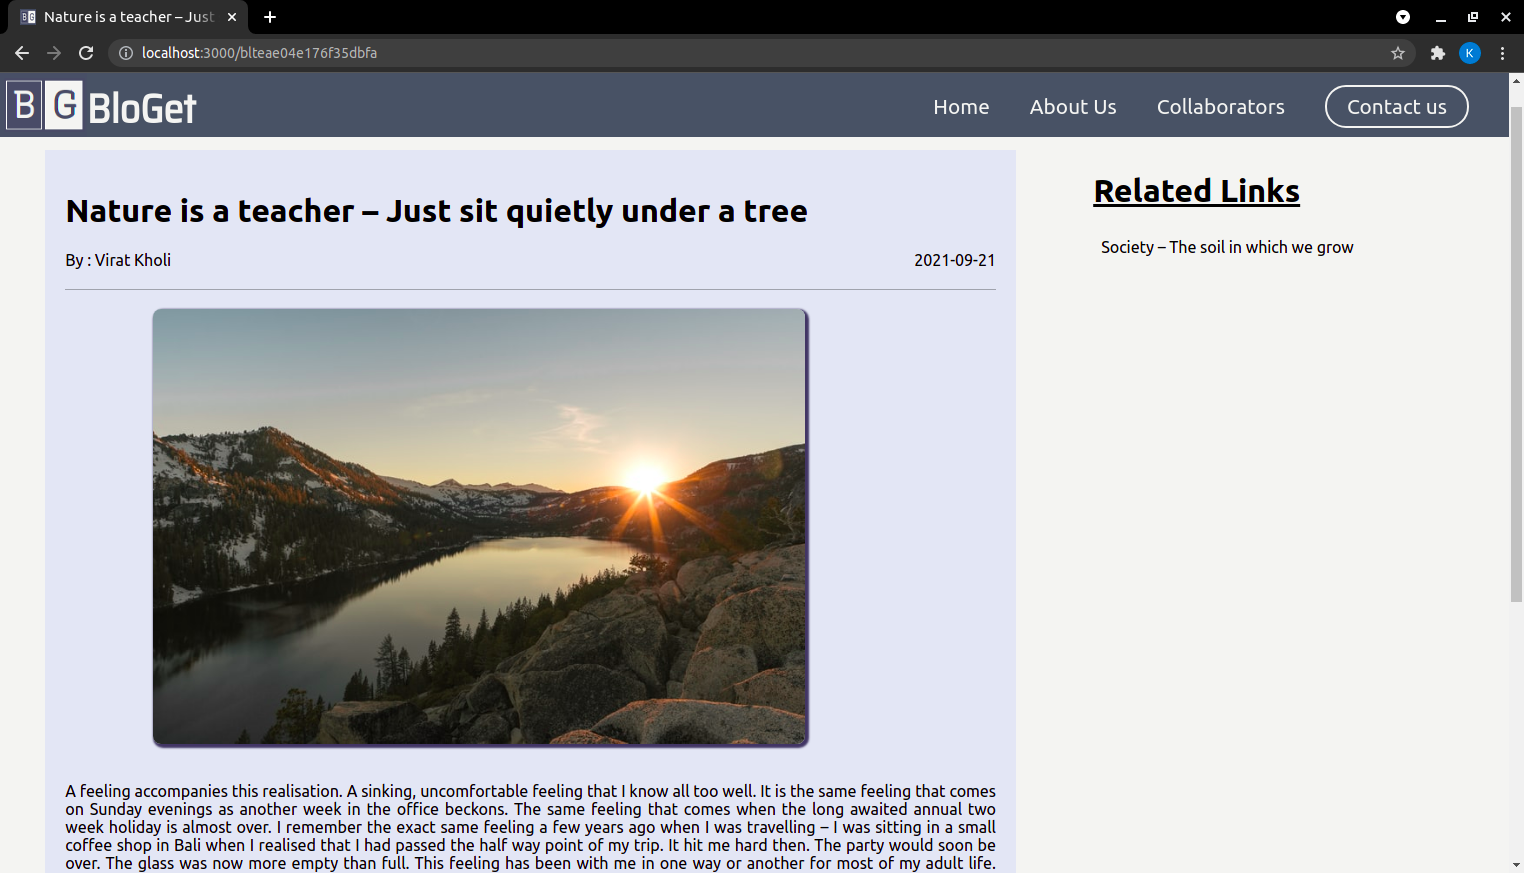 Nature is a teacher – Just
localhost:3000/blteae04e176f35dbfa
K
B G BloGet
Home About Us Collaborators Contact us
Nature is a teacher – Just sit quietly under a tree
By : Virat Kholi 2021-09-21
A feeling accompanies this realisation. A sinking, uncomfortable feeling that I know all too well. It is the same feeling that comes
on Sunday evenings as another week in the office beckons. The same feeling that comes when the long awaited annual two
week holiday is almost over. I remember the exact same feeling a few years ago when I was travelling – I was sitting in a small
coffee shop in Bali when I realised that I had passed the half way point of my trip. It hit me hard then. The party would soon be
over. The glass was now more empty than full. This feeling has been with me in one way or another for most of my adult life.
Related Links
Society – The soil in which we grow